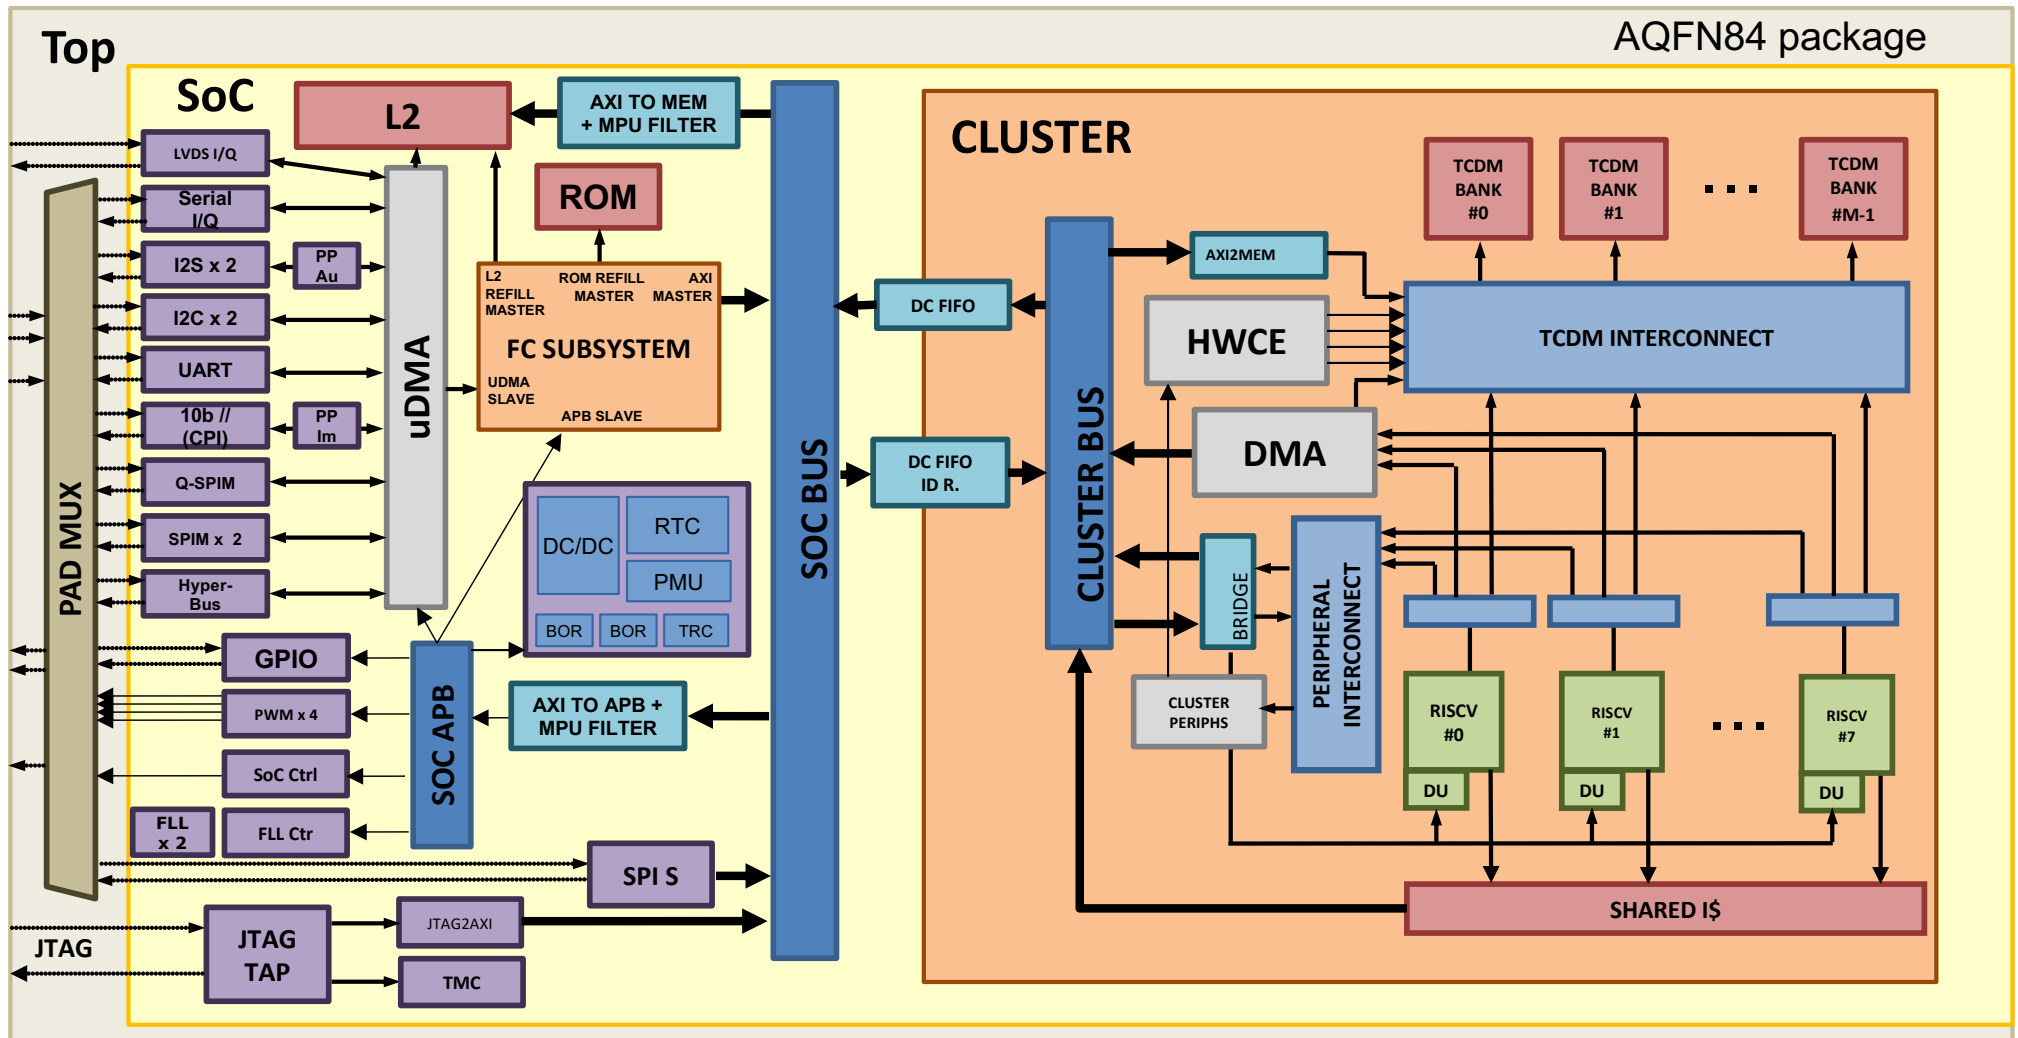 Top
AQFN84 package
SoC
L2
AXI TO MEM
+ MPU FILTER
LVDS I/Q
Serial
I/Q
I2S x 2
PP
Au
I2C x 2
UART
10b //
(CPI)
PP
Im
Q-SPIM
SPIM x 2
Hyper-
Bus
PAD MUX
uDMA
ROM
L2
REFILL
MASTER
ROM REFILL
MASTER
AXI
MASTER
FC SUBSYSTEM
UDMA
SLAVE
APB SLAVE
DC/DC
RTC
PMU
BOR
BOR
TRC
GPIO
PWM x 4
SoC Ctrl
FLL
x 2
FLL Ctr
SOC APB
AXI TO APB +
MPU FILTER
SPI S
JTAG
JTAG
TAP
JTAG2AXI
TMC
SOC BUS
DC FIFO
DC FIFO
ID R.
CLUSTER
CLUSTER BUS
AXI2MEM
HWCE
DMA
BRIDGE
CLUSTER
PERIPHS
PERIPHERAL
INTERCONNECT
TCDM
BANK
#0
TCDM
BANK
#1
...
TCDM
BANK
#M-1
TCDM INTERCONNECT
RISCV
#0
DU
RISCV
#1
DU
...
RISCV
#7
DU
SHARED I$